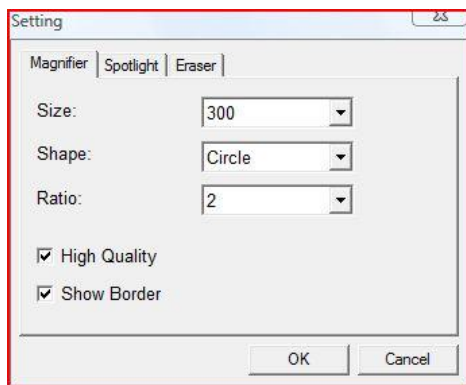 Setting
Magnifier Spotlight Eraser
Size: 300
Shape: Circle
Ratio: 2
High Quality
Show Border
OK Cancel